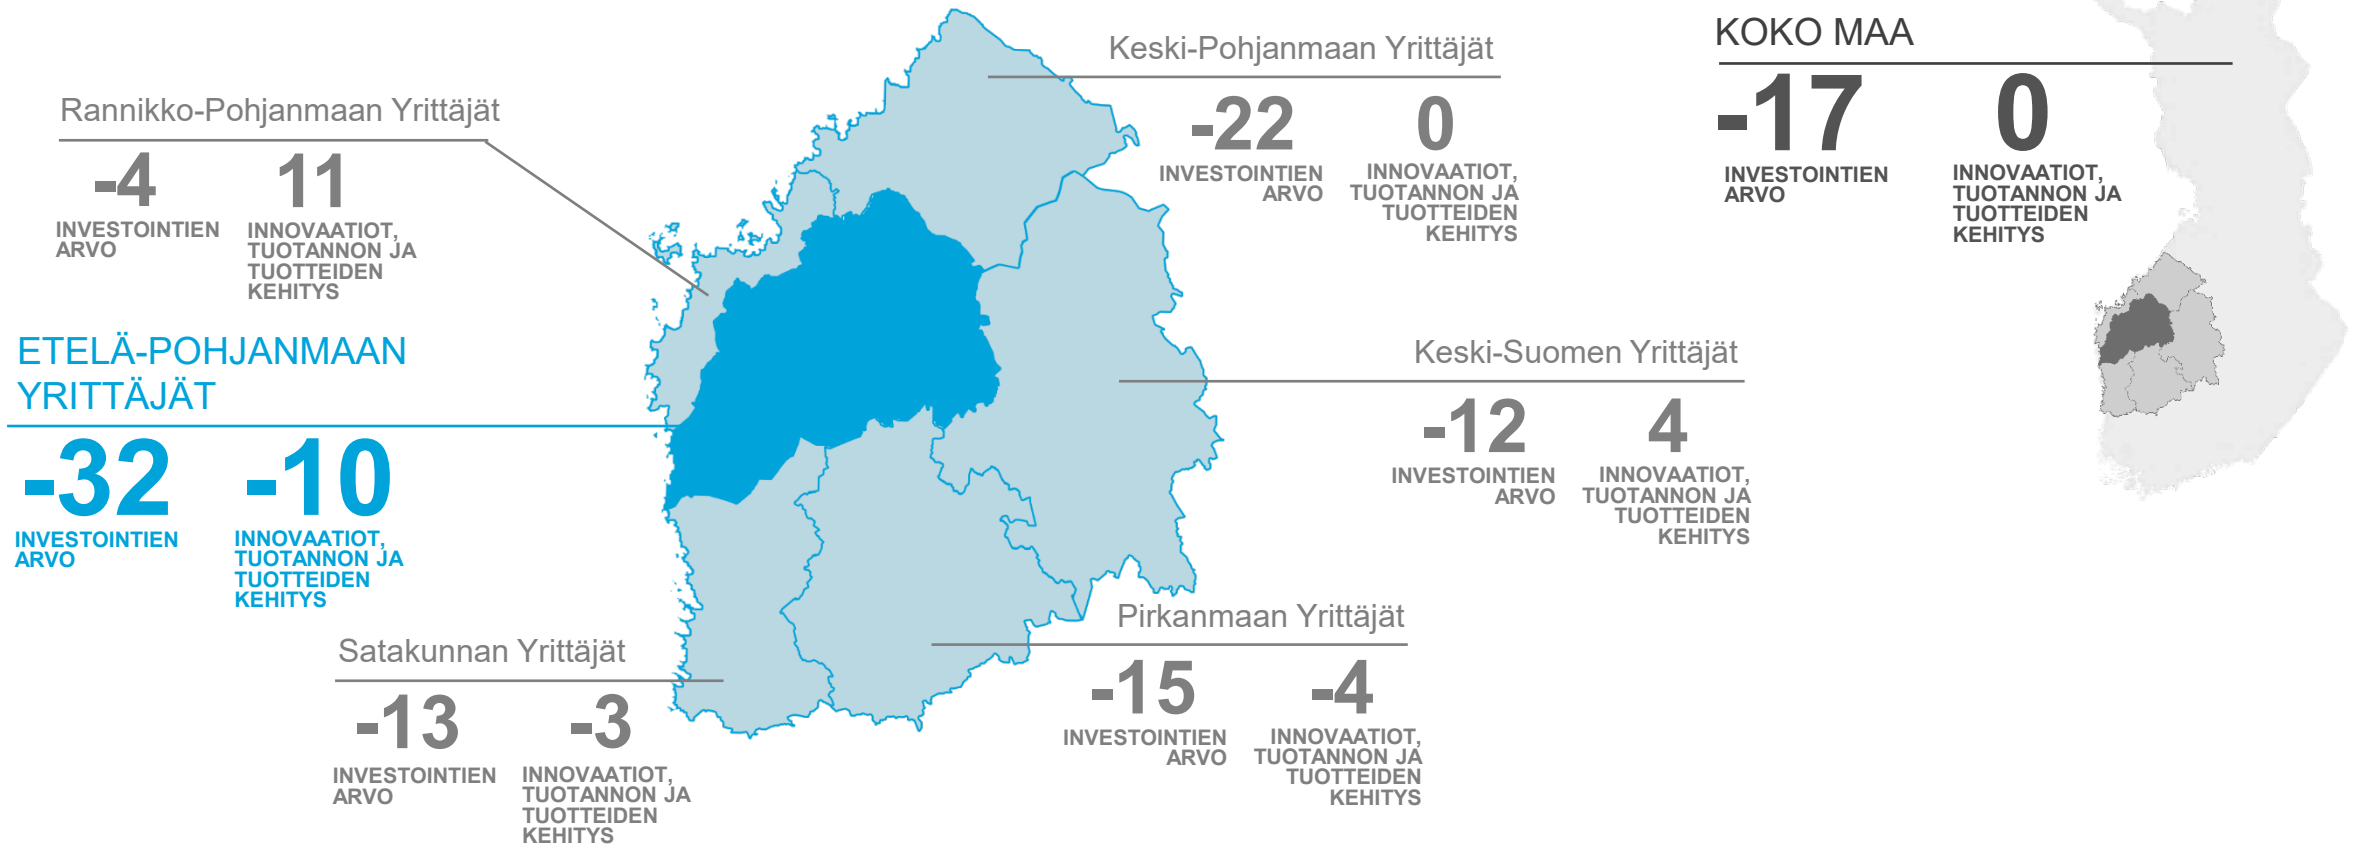 Rannikko-Pohjanmaan Yrittäjät
-4
INVESTOINTIEN
ARVO
11
INNOVAATIOT,
TUOTANNON JA
TUOTTEIDEN
KEHITYS
ETELÄ-POHJANMAAN
YRITTÄJÄT
-32
INVESTOINTIEN
ARVO
-10
INNOVAATIOT,
TUOTANNON JA
TUOTTEIDEN
KEHITYS
Satakunnan Yrittäjät
-13
INVESTOINTIEN
ARVO
-3
INNOVAATIOT,
TUOTANNON JA
TUOTTEIDEN
KEHITYS
Keski-Pohjanmaan Yrittäjät
-22
INVESTOINTIEN
ARVO
0
INNOVAATIOT,
TUOTANNON JA
TUOTTEIDEN
KEHITYS
Keski-Suomen Yrittäjät
-12
INVESTOINTIEN
ARVO
4
INNOVAATIOT,
TUOTANNON JA
TUOTTEIDEN
KEHITYS
Pirkanmaan Yrittäjät
-15
INVESTOINTIEN
ARVO
-4
INNOVAATIOT,
TUOTANNON JA
TUOTTEIDEN
KEHITYS
KOKO MAA
-17
INVESTOINTIEN
ARVO
0
INNOVAATIOT,
TUOTANNON JA
TUOTTEIDEN
KEHITYS